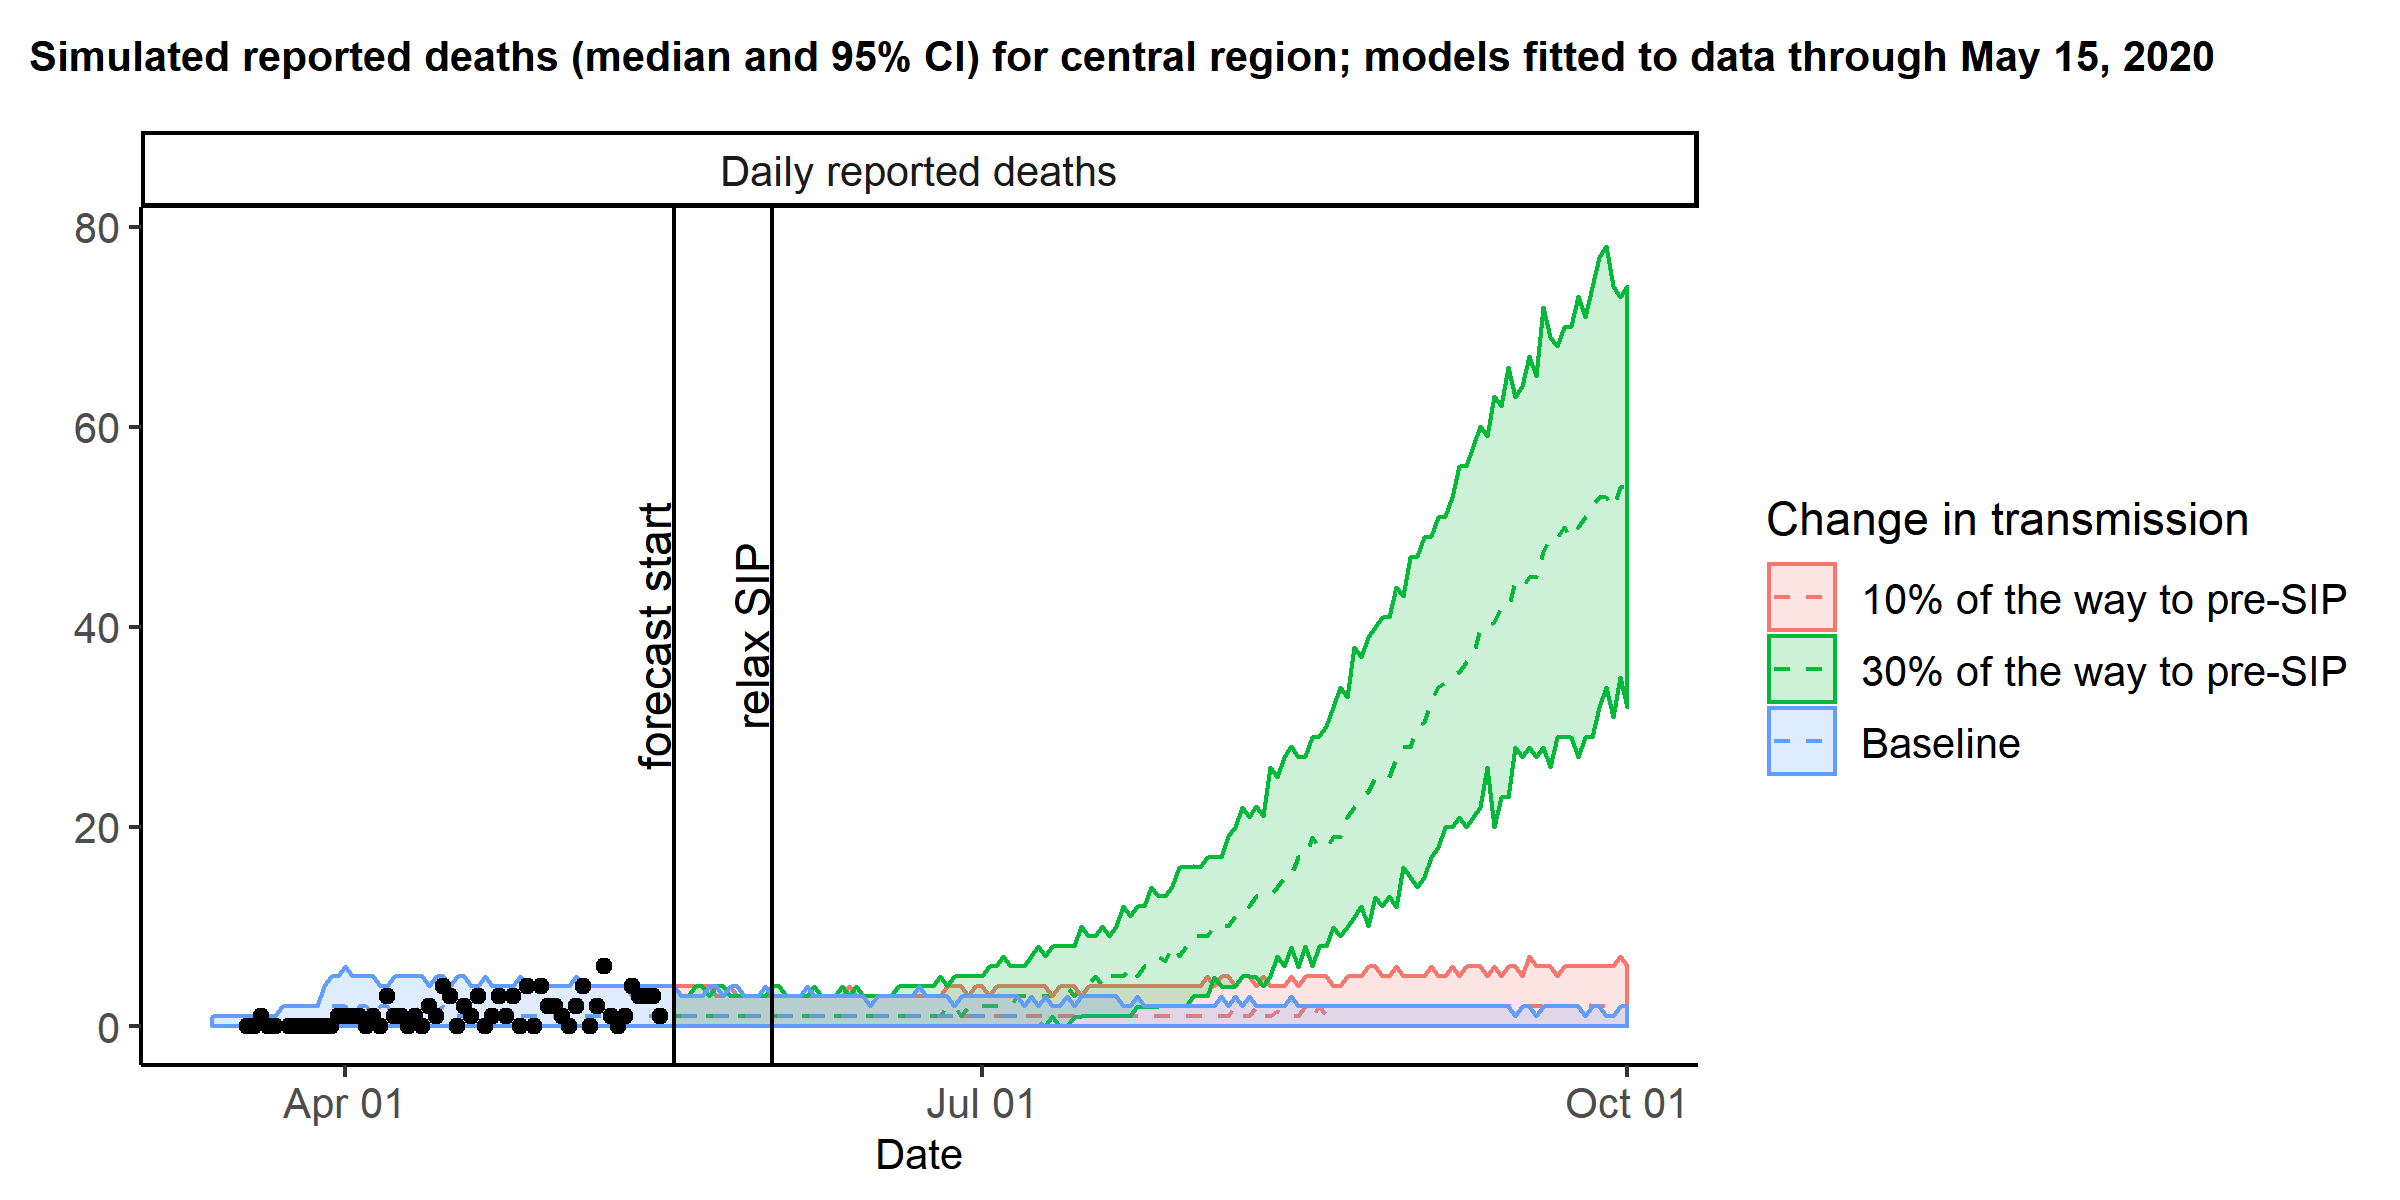 Simulated reported deaths (median and 95% CI) for central region; models fitted to data through May 15, 2020
Daily reported deaths
80
60
40
20
0
forecast start
relax SIP
Apr 01
Jul 01
Oct 01
Date
Change in transmission
10% of the way to pre-SIP
30% of the way to pre-SIP
Baseline